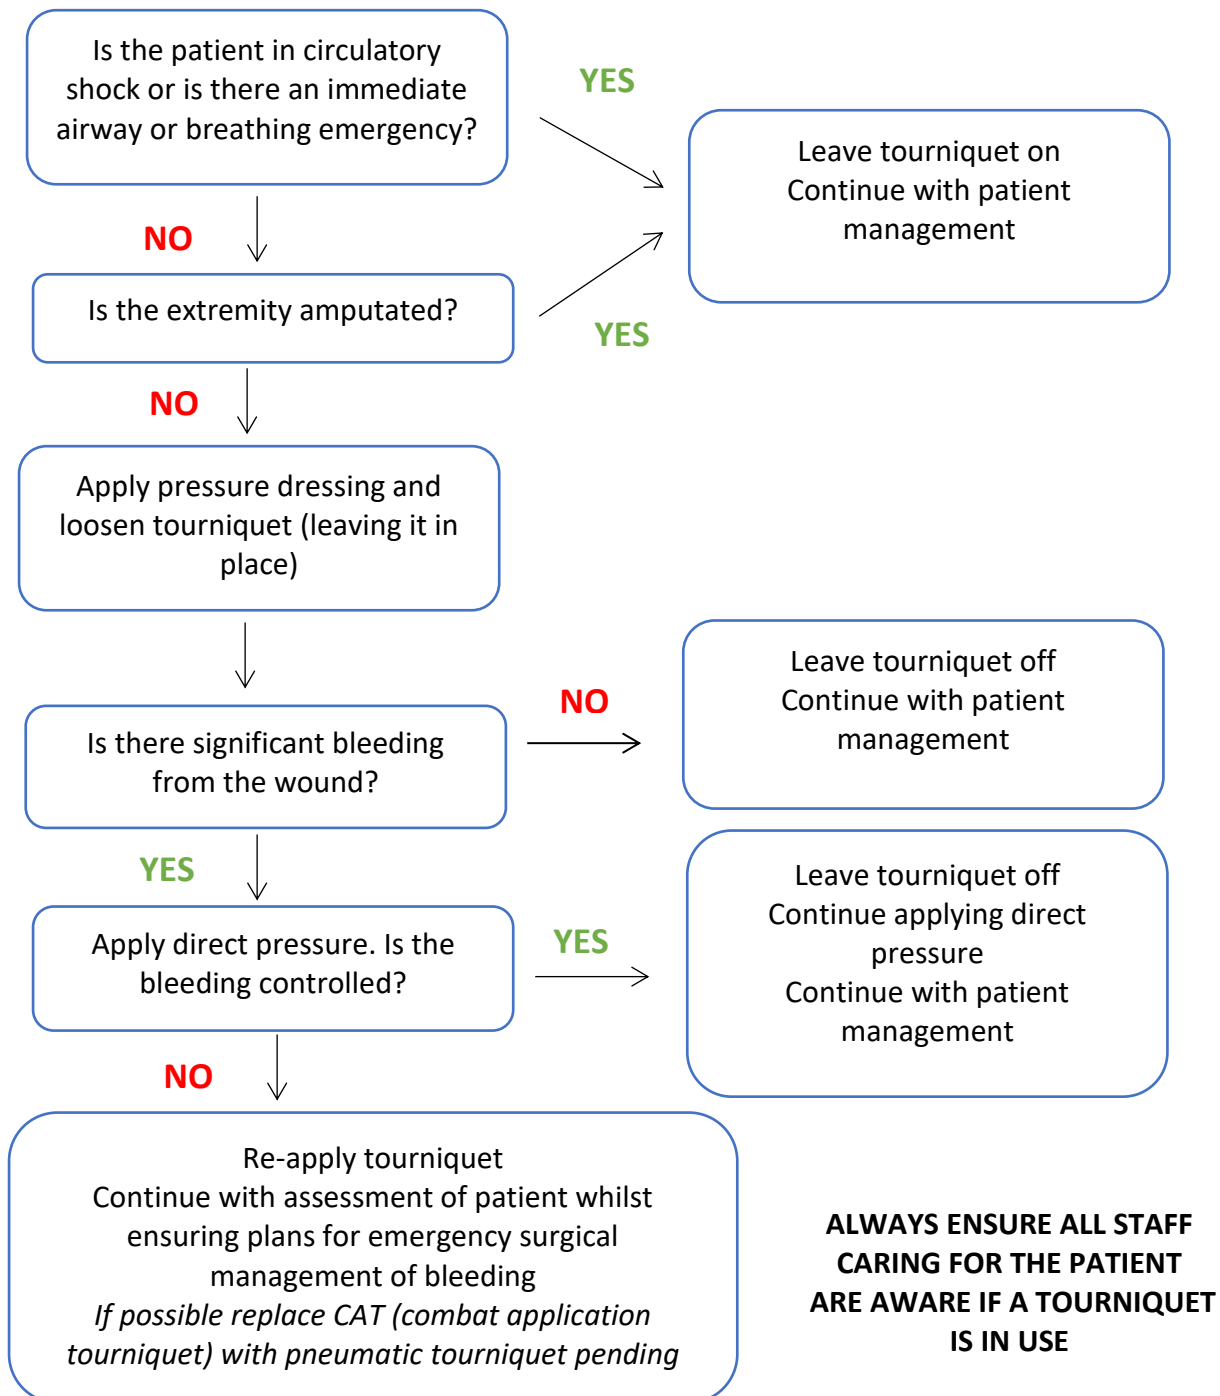 Is the patient in circulatory
shock or is there an immediate
airway or breathing emergency?
YES
Leave tourniquet on
Continue with patient
management
NO
Is the extremity amputated?
YES
NO
Apply pressure dressing and
loosen tourniquet (leaving it in
place)
Is there significant bleeding
from the wound?
NO
Leave tourniquet off
Continue with patient
management
YES
Apply direct pressure. Is the
bleeding controlled?
YES
Leave tourniquet off
Continue applying direct
pressure
Continue with patient
management
NO
Re-apply tourniquet
Continue with assessment of patient whilst
ensuring plans for emergency surgical
management of bleeding
If possible replace CAT (combat application
tourniquet) with pneumatic tourniquet pending
ALWAYS ENSURE ALL STAFF
CARING FOR THE PATIENT
ARE AWARE IF A TOURNIQUET
IS IN USE